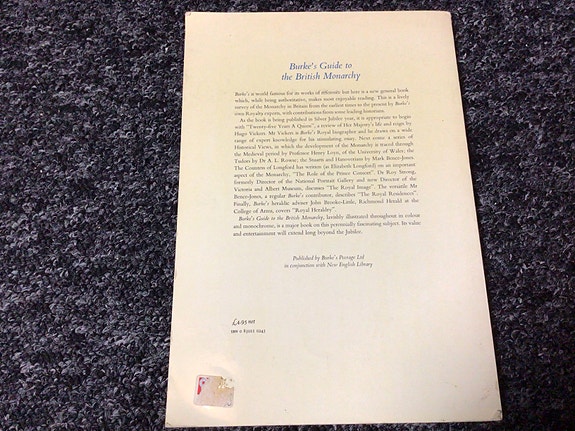 Burke's Guide to
the British Monarchy
Burke's is world famous for its works of reference but here is a new general book
which, while being authoritative, makes most enjoyable reading. This is a lively
survey of the Monarchy in Britain from the earliest times to the present by Burke's
own Royalty experts, with contributions from some leading historians.
As the book is being published in Silver Jubilee year, it is appropriate to begin
with "Twenty-five Years A Queen", a review of Her Majesty's life and reign by
Hugo Vickers. Mr Vickers is Burke's Royal biographer and he draws on a wide
range of expert knowledge for his stimulating essay. Next come a series of
Historical Views, in which the development of the Monarchy is traced through
the Medieval period by Professor Henry Loyn, of the University of Wales; the
Tudors by Dr A. L. Rowse; the Stuarts and Hanoverians by Mark Bence-Jones.
The Countess of Longford has written (as Elizabeth Longford) on an important
aspect of the Monarchy, "The Role of the Prince Consort". Dr Roy Strong,
formerly Director of the National Portrait Gallery and now Director of the
Victoria and Albert Museum, discusses "The Royal Image". The versatile Mr
Bence-Jones, a regular Burke's contributor, describes "The Royal Residences".
Finally, Burke's heraldic adviser John Brooke-Little, Richmond Herald at the
College of Arms, covers "Royal Heraldry".
Burke's Guide to the British Monarchy, lavishly illustrated throughout in colour
and monochrome, is a major book on this perennially fascinating subject. Its value
and entertainment will extend long beyond the Jubilee.
Published by Burke's Peerage Ltd
in conjunction with New English Library
£4.95 net
ISBN 0